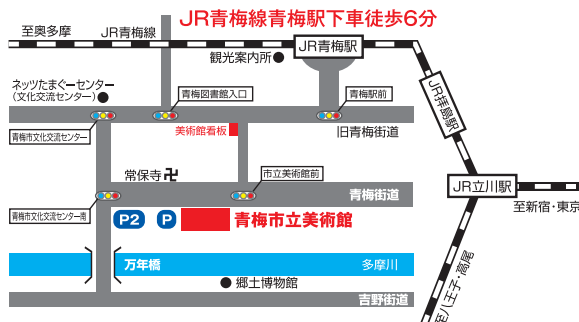 JR青梅線青梅駅下車徒歩6分
至奥多摩
JR青梅線
JR青梅駅
観光案内所
ネッツたまぐーセンター
(文化交流センター)
青梅図書館入口
青梅駅前
JR拝島駅
青梅市文化交流センター
美術館看板
旧青梅街道
常保寺卍
市立美術館前
JR立川駅
青梅街道
至新宿・東京
青梅市文化交流センター南
P2
P
青梅市立美術館
万年橋
多摩川
至八王子・高尾
郷土博物館
吉野街道